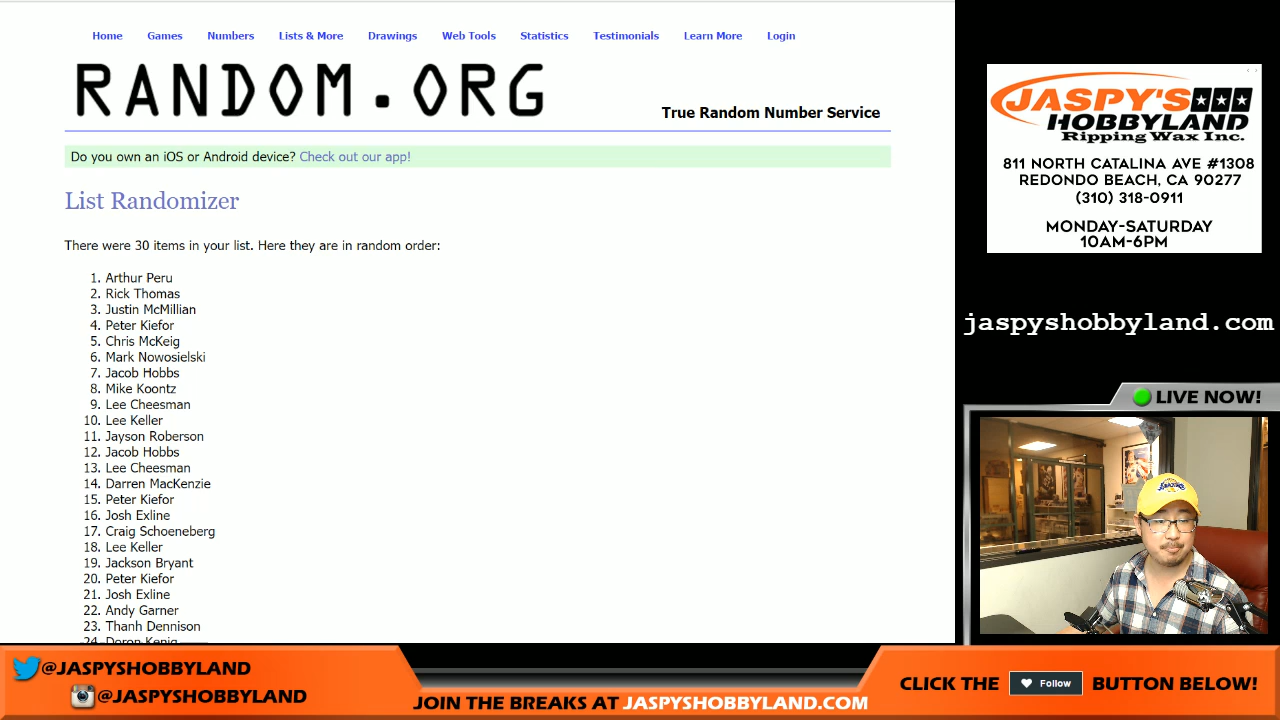 Home Games Numbers Lists & More Drawings Web Tools Statistics Testimonials Learn More Login
RANDOM.ORG
True Random Number Service
Do you own an iOS or Android device? Check out our app!
List Randomizer
There were 30 items in your list. Here they are in random order:
1. Arthur Peru
2. Rick Thomas
3. Justin McMillian
4. Peter Kiefor
5. Chris McKeig
6. Mark Nowosielski
7. Jacob Hobbs
8. Mike Koontz
9. Lee Cheesman
10. Lee Keller
11. Jayson Roberson
12. Jacob Hobbs
13. Lee Cheesman
14. Darren MacKenzie
15. Peter Kiefor
16. Josh Exline
17. Craig Schoeneberg
18. Lee Keller
19. Jackson Bryant
20. Peter Kiefor
21. Josh Exline
22. Andy Garner
23. Thanh Dennison
24. Doron Kenig
JASPY'S
HOBBYLAND
Ripping Wax Inc.
811 NORTH CATALINA AVE #1308
REDONDO BEACH, CA 90277
(310) 318-0911
MONDAY-SATURDAY
10AM-6PM
jaspyshobbyland.com
LIVE NOW!
@JASPYSHOBBYLAND
@JASPYSHOBBYLAND
JOIN THE BREAKS AT JASPYSHOBBYLAND.COM
CLICK THE Follow BUTTON BELOW!